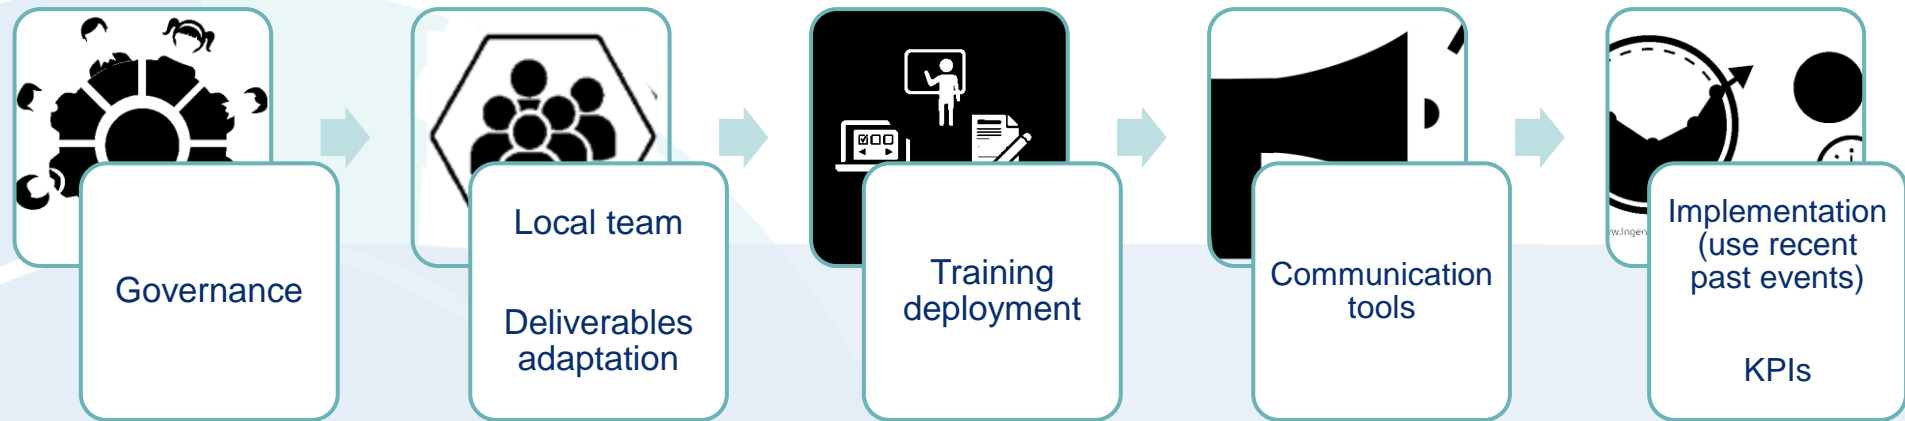 Governance
Local team
Deliverables
adaptation
Training
deployment
Communication
tools
Implementation
(use recent
past events)
KPIs